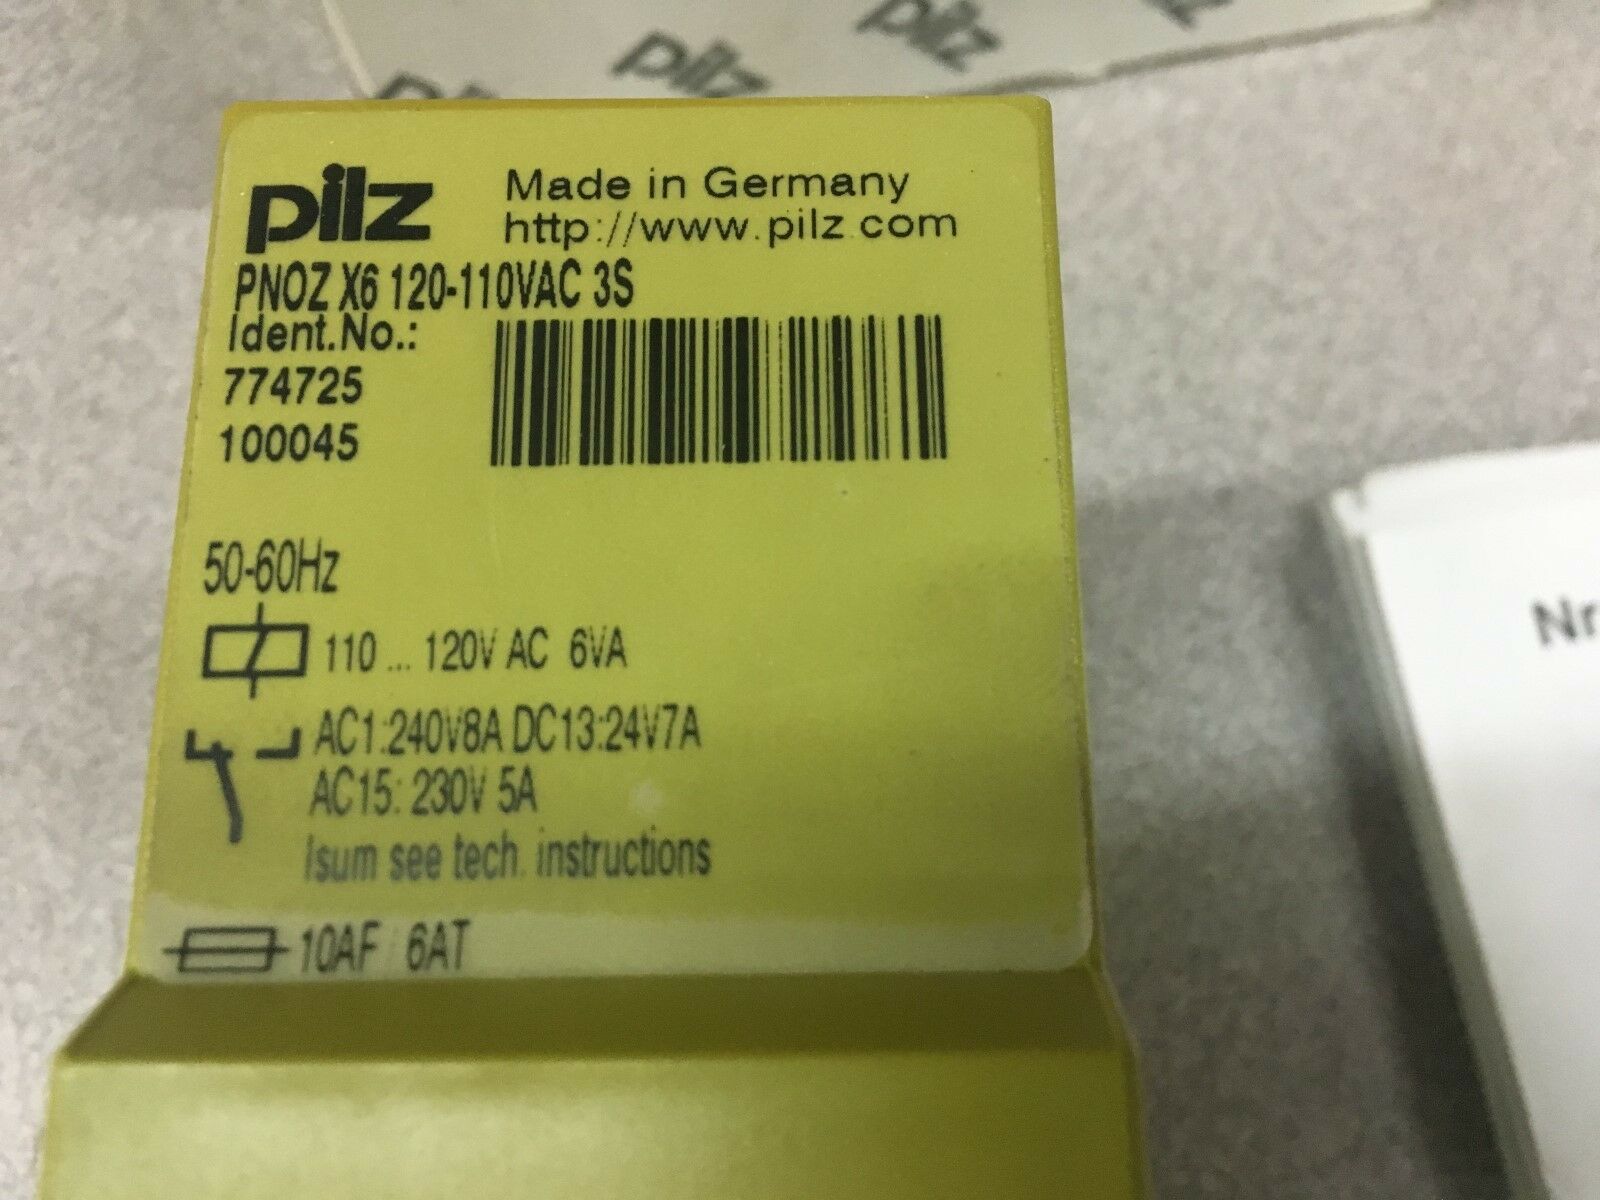 pilz
pilz
pilz
Made in Germany
http://www.pilz.com
PNOZ X6 120-110VAC 3S
Ident.No.:
774725
100045
50-60Hz
110 ... 120V AC 6VA
AC1:240V8A DC13:24V7A
AC15: 230V 5A
Isum see tech. instructions
10AF / 6AT
Nr